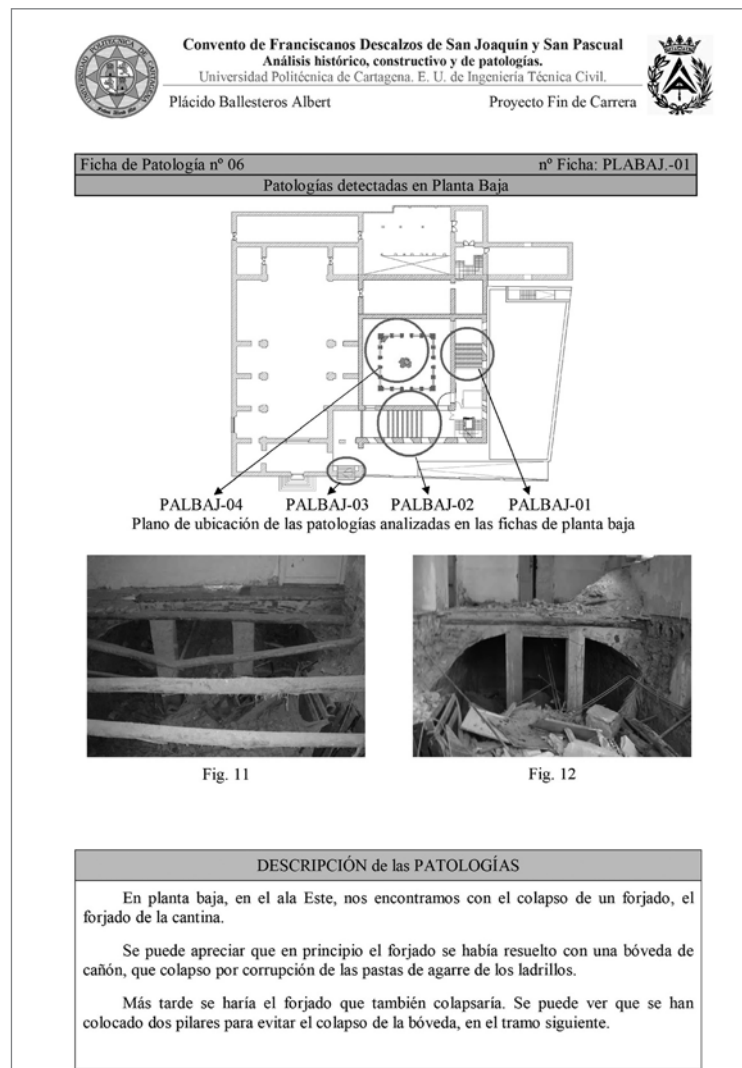 Convento de Franciscanos Descalzos de San Joaquín y San Pascual
Análisis histórico, constructivo y de patologías.
Universidad Politécnica de Cartagena. E. U. de Ingeniería Técnica Civil.
Plácido Ballesteros Albert Proyecto Fin de Carrera
Ficha de Patología nº 06 nº Ficha: PLABAJ.-01
Patologías detectadas en Planta Baja
PALBAJ-04 PALBAJ-03 PALBAJ-02 PALBAJ-01
Plano de ubicación de las patologías analizadas en las fichas de planta baja
Fig. 11 Fig. 12
DESCRIPCIÓN de las PATOLOGÍAS
En planta baja, en el ala Este, nos encontramos con el colapso de un forjado, el
forjado de la cantina.
Se puede apreciar que en principio el forjado se había resuelto con una bóveda de
cañón, que colapso por corrupción de las pastas de agarre de los ladrillos.
Más tarde se haría el forjado que también colapsaría. Se puede ver que se han
colocado dos pilares para evitar el colapso de la bóveda, en el tramo siguiente.